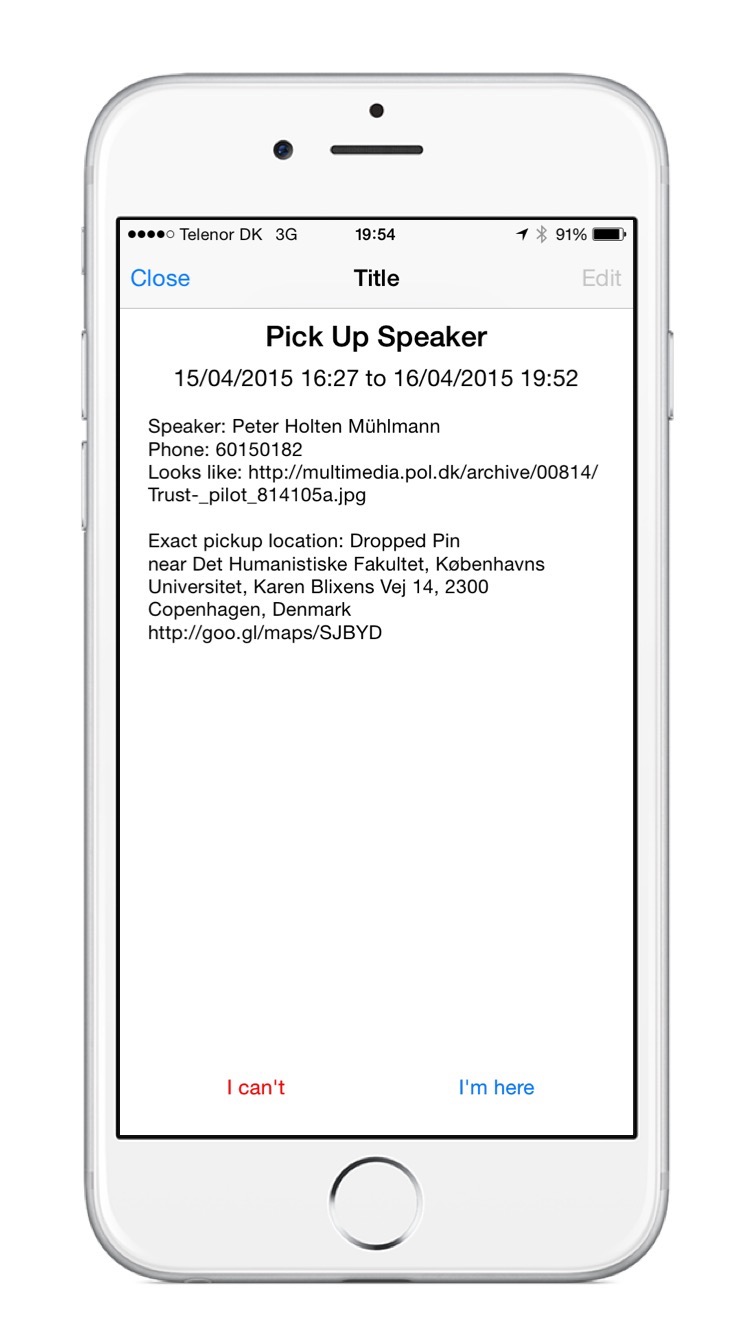 Telenor DK 3G 19:54 91%
Close Title Edit
Pick Up Speaker
15/04/2015 16:27 to 16/04/2015 19:52
Speaker: Peter Holten Mühlmann
Phone: 60150182
Looks like: http://multimedia.pol.dk/archive/00814/
Trust-_pilot_814105a.jpg
Exact pickup location: Dropped Pin
near Det Humanistiske Fakultet, Københavns
Universitet, Karen Blixens Vej 14, 2300
Copenhagen, Denmark
http://goo.gl/maps/SJBYD
I can't I'm here